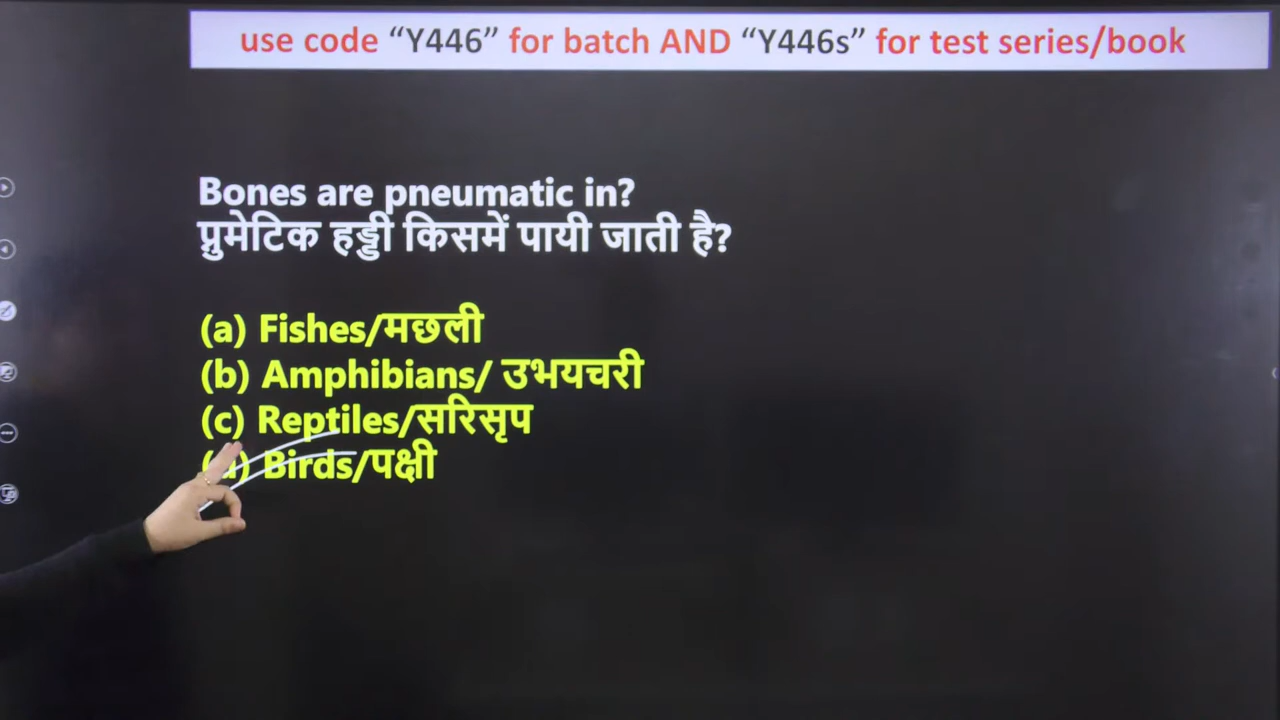 use code “Y446” for batch AND “Y446s” for test series/book
Bones are pneumatic in?
प्नुमेटिक हड्डी किसमें पायी जाती है?
(a) Fishes/मछली
(b) Amphibians/ उभयचरी
(c) Reptiles/सरिसृप
(d) Birds/पक्षी